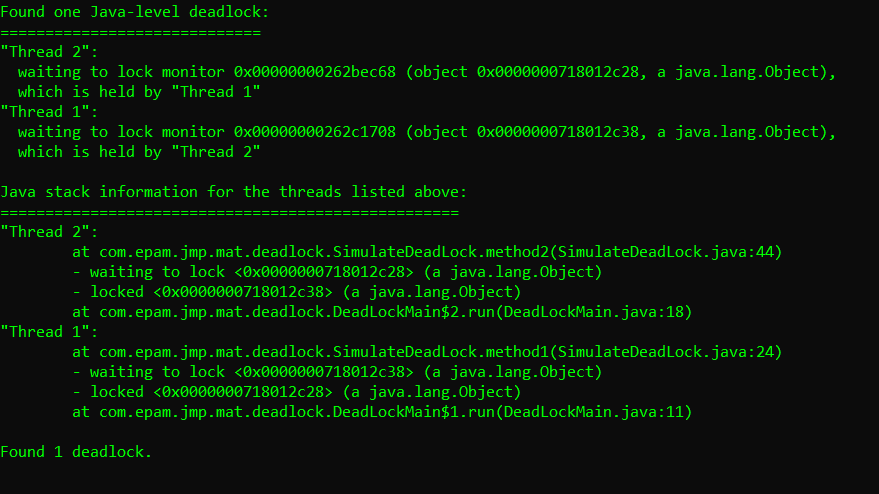 Found one Java-level deadlock:
=============================
"Thread 2":
  waiting to lock monitor 0x00000000262bec68 (object 0x0000000718012c28, a java.lang.Object),
  which is held by "Thread 1"
"Thread 1":
  waiting to lock monitor 0x00000000262c1708 (object 0x0000000718012c38, a java.lang.Object),
  which is held by "Thread 2"

Java stack information for the threads listed above:
===================================================
"Thread 2":
        at com.epam.jmp.mat.deadlock.SimulateDeadLock.method2(SimulateDeadLock.java:44)
        - waiting to lock <0x0000000718012c28> (a java.lang.Object)
        - locked <0x0000000718012c38> (a java.lang.Object)
        at com.epam.jmp.mat.deadlock.DeadLockMain$2.run(DeadLockMain.java:18)
"Thread 1":
        at com.epam.jmp.mat.deadlock.SimulateDeadLock.method1(SimulateDeadLock.java:24)
        - waiting to lock <0x0000000718012c38> (a java.lang.Object)
        - locked <0x0000000718012c28> (a java.lang.Object)
        at com.epam.jmp.mat.deadlock.DeadLockMain$1.run(DeadLockMain.java:11)

Found 1 deadlock.